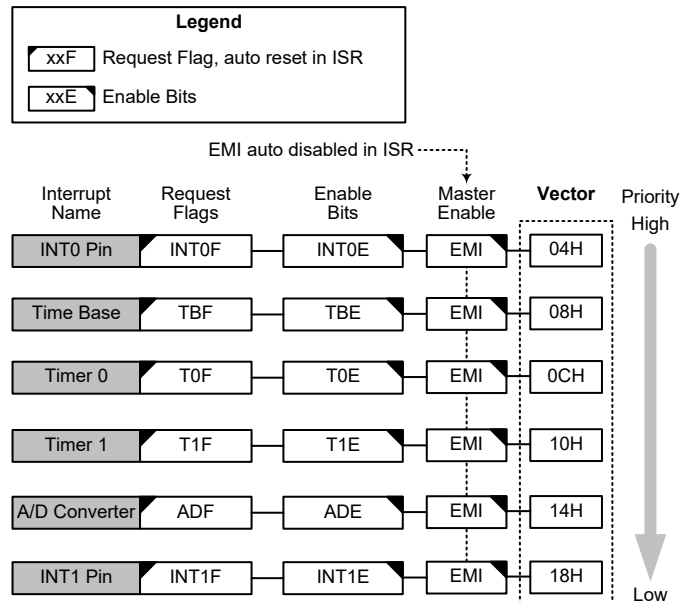 Legend
xxF Request Flag, auto reset in ISR
xxE Enable Bits
EMI auto disabled in ISR
Interrupt Name Request Flags Enable Bits Master Enable Vector Priority
High
INT0 Pin INT0F INT0E EMI 04H
Time Base TBF TBE EMI 08H
Timer 0 T0F T0E EMI 0CH
Timer 1 T1F T1E EMI 10H
A/D Converter ADF ADE EMI 14H
INT1 Pin INT1F INT1E EMI 18H
Low